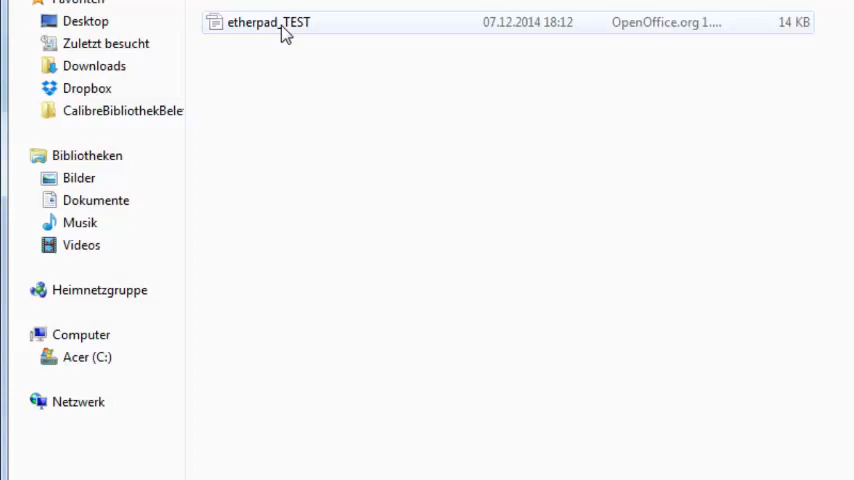 Favoriten
Desktop
Zuletzt besucht
Downloads
Dropbox
CalibreBibliothekBele
Bibliotheken
Bilder
Dokumente
Musik
Videos
Heimnetzgruppe
Computer
Acer (C:)
Netzwerk
etherpad_TEST 07.12.2014 18:12 OpenOffice.org 1.... 14 KB